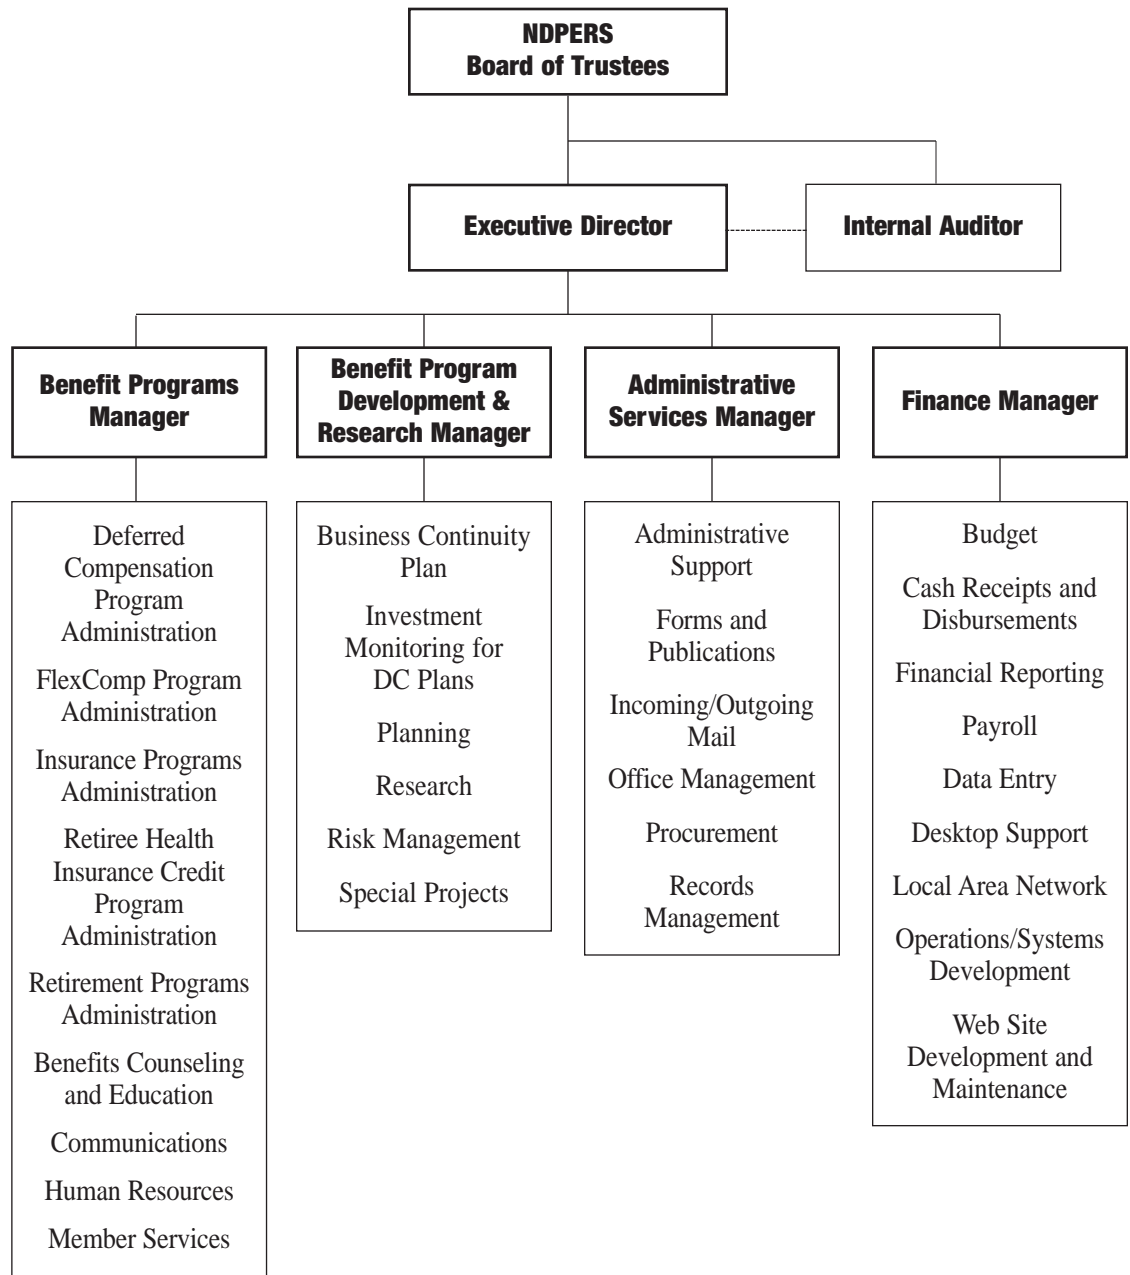 NDPERS
Board of Trustees
Executive Director
Internal Auditor
Benefit Programs
Manager
Benefit Program
Development &
Research Manager
Administrative
Services Manager
Finance Manager
Deferred
Compensation
Program
Administration
FlexComp Program
Administration
Insurance Programs
Administration
Retiree Health
Insurance Credit
Program
Administration
Retirement Programs
Administration
Benefits Counseling
and Education
Communications
Human Resources
Member Services
Business Continuity
Plan
Investment
Monitoring for
DC Plans
Planning
Research
Risk Management
Special Projects
Administrative
Support
Forms and
Publications
Incoming/Outgoing
Mail
Office Management
Procurement
Records
Management
Budget
Cash Receipts and
Disbursements
Financial Reporting
Payroll
Data Entry
Desktop Support
Local Area Network
Operations/Systems
Development
Web Site
Development and
Maintenance